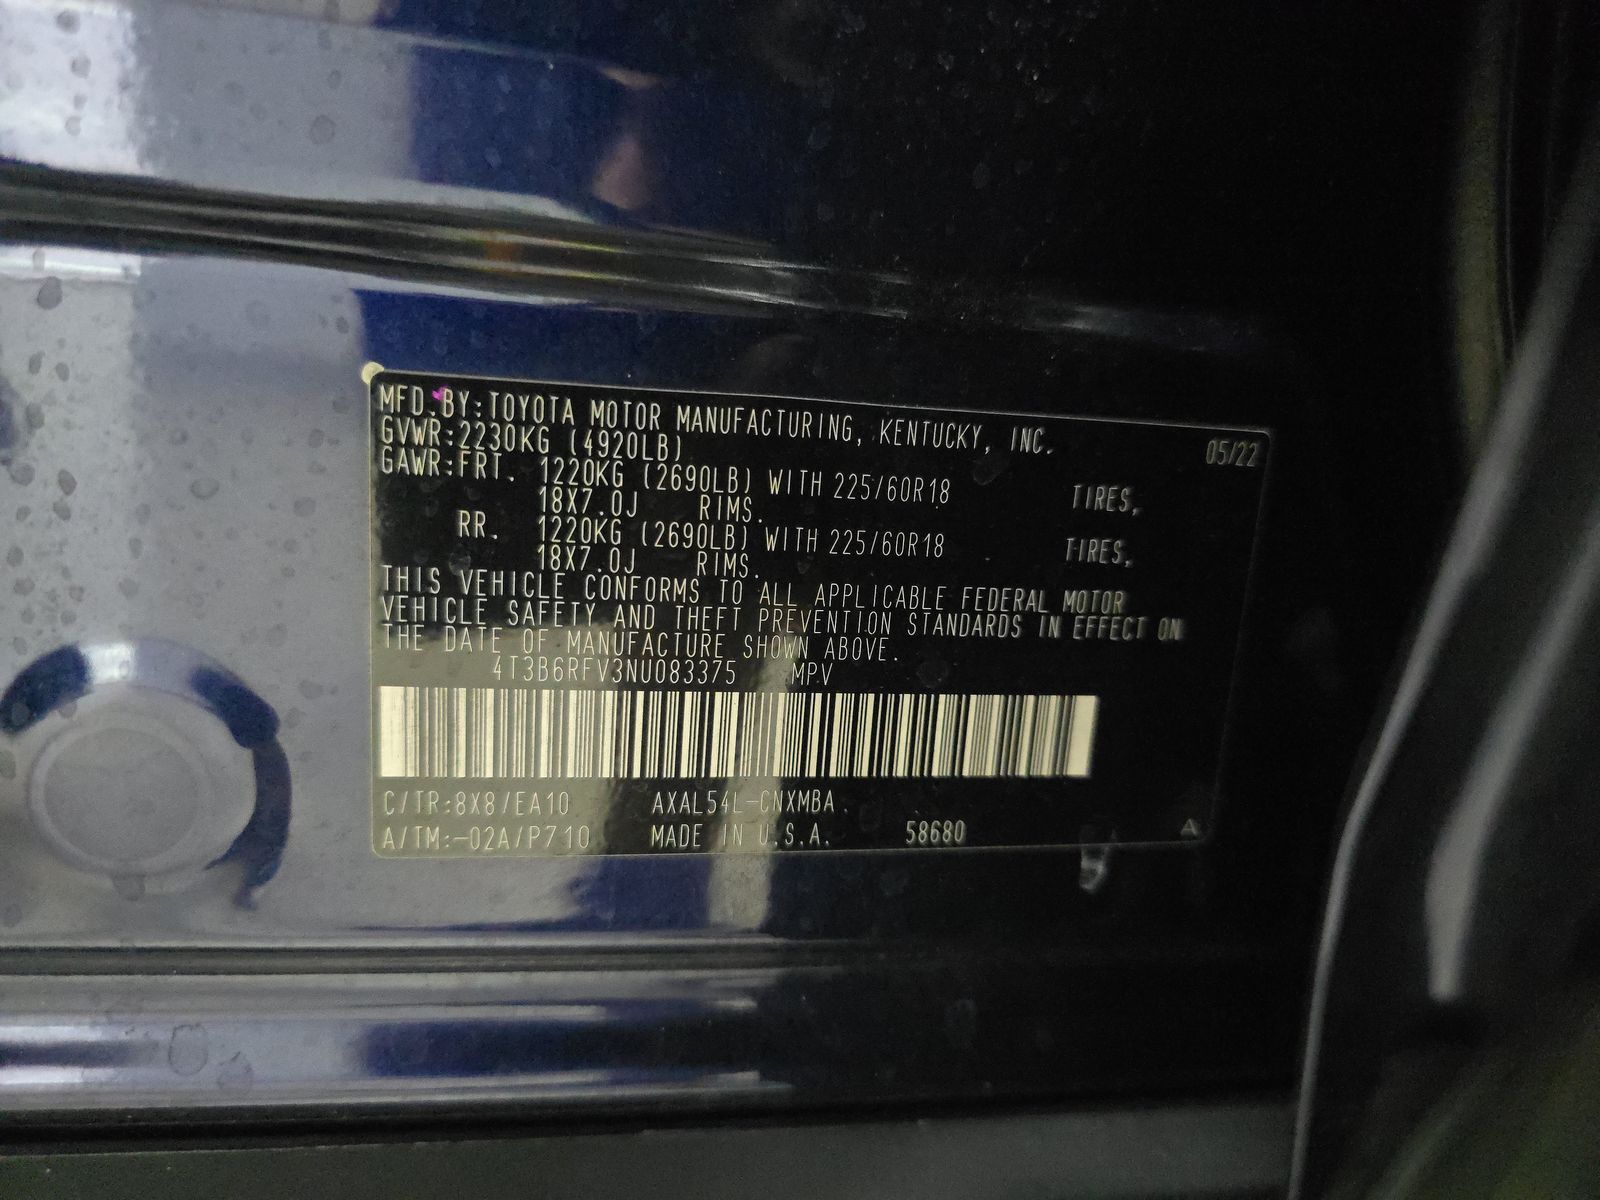 MFD.BY:TOYOTA MOTOR MANUFACTURING, KENTUCKY, INC. 05/22
GVWR:2230KG (4920LB)
GAWR:FRT. 1220KG (2690LB) WITH 225/60R18 TIRES,
18X7.0J RIMS.
RR. 1220KG (2690LB) WITH 225/60R18 TIRES,
18X7.0J RIMS.
THIS VEHICLE CONFORMS TO ALL APPLICABLE FEDERAL MOTOR
VEHICLE SAFETY AND THEFT PREVENTION STANDARDS IN EFFECT ON
THE DATE OF MANUFACTURE SHOWN ABOVE.
4T3B6RFV3NU083375 MPV
C/TR:8X8/EA10 AXAL54L-CNXMBA
A/TM:-02A/P710 MADE IN U.S.A. 58680